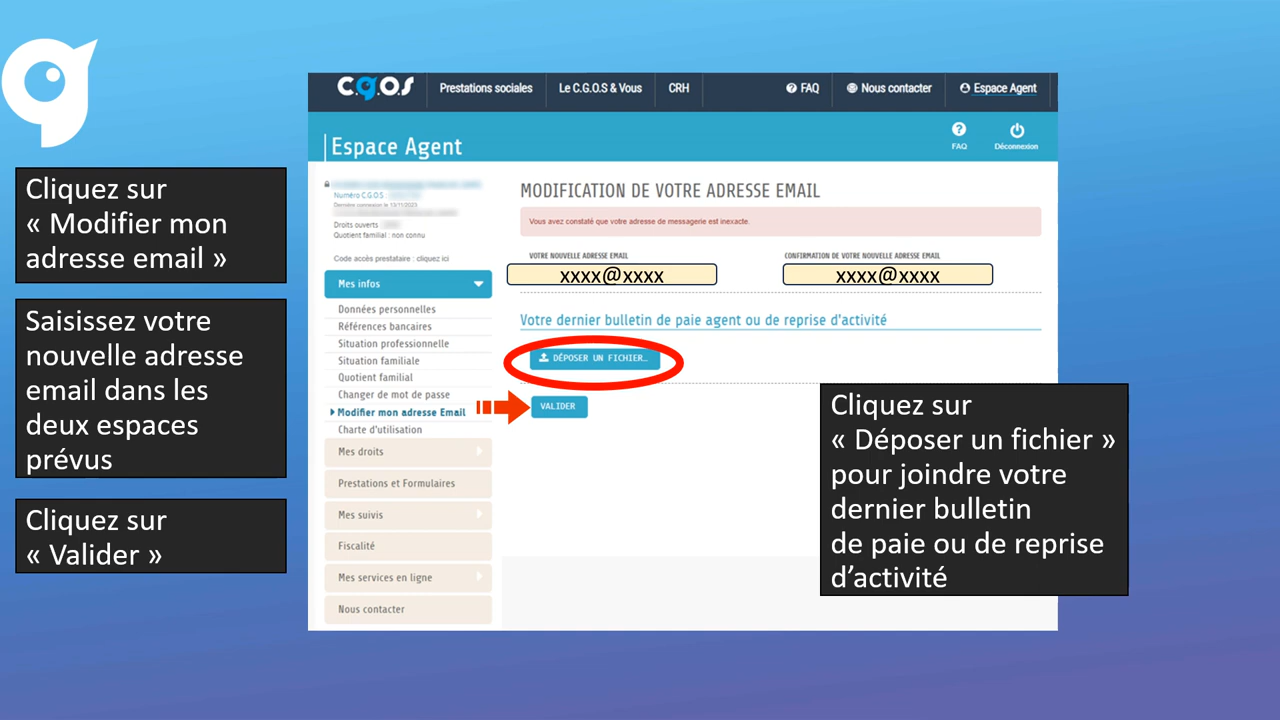 Cliquez sur
« Modifier mon
adresse email »
Saisissez votre
nouvelle adresse
email dans les
deux espaces
prévus
Cliquez sur
« Valider »
C.G.O.S
Prestations sociales
Le C.G.O.S & Vous
CRH
FAQ
Nous contacter
Espace Agent
Espace Agent
FAQ
Déconnexion
Numéro C.G.O.S
Dernière connexion le 13/11/2023
Droits ouverts
Quotient familial : non connu
Code accès prestataire : cliquez ici
Mes infos
Données personnelles
Références bancaires
Situation professionnelle
Situation familiale
Quotient familial
Changer de mot de passe
Modifier mon adresse Email
Charte d'utilisation
Mes droits
Prestations et Formulaires
Mes suivis
Fiscalité
Mes services en ligne
Nous contacter
MODIFICATION DE VOTRE ADRESSE EMAIL
Vous avez constaté que votre adresse de messagerie est inexacte.
VOTRE NOUVELLE ADRESSE EMAIL
xxxx@xxxx
CONFIRMATION DE VOTRE NOUVELLE ADRESSE EMAIL
xxxx@xxxx
Votre dernier bulletin de paie agent ou de reprise d'activité
DÉPOSER UN FICHIER...
VALIDER
Cliquez sur
« Déposer un fichier »
pour joindre votre
dernier bulletin
de paie ou de reprise
d'activité